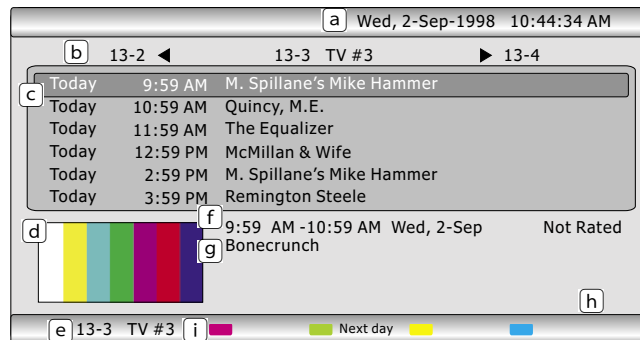 a Wed, 2-Sep-1998 10:44:34 AM
b 13-2 ◀ 13-3 TV #3 ▶ 13-4
c Today 9:59 AM M. Spillane’s Mike Hammer
Today 10:59 AM Quincy, M.E.
Today 11:59 AM The Equalizer
Today 12:59 PM McMillan & Wife
Today 2:59 PM M. Spillane’s Mike Hammer
Today 3:59 PM Remington Steele
d f 9:59 AM -10:59 AM Wed, 2-Sep Not Rated
g Bonecrunch
h
e 13-3 TV #3 i Next day